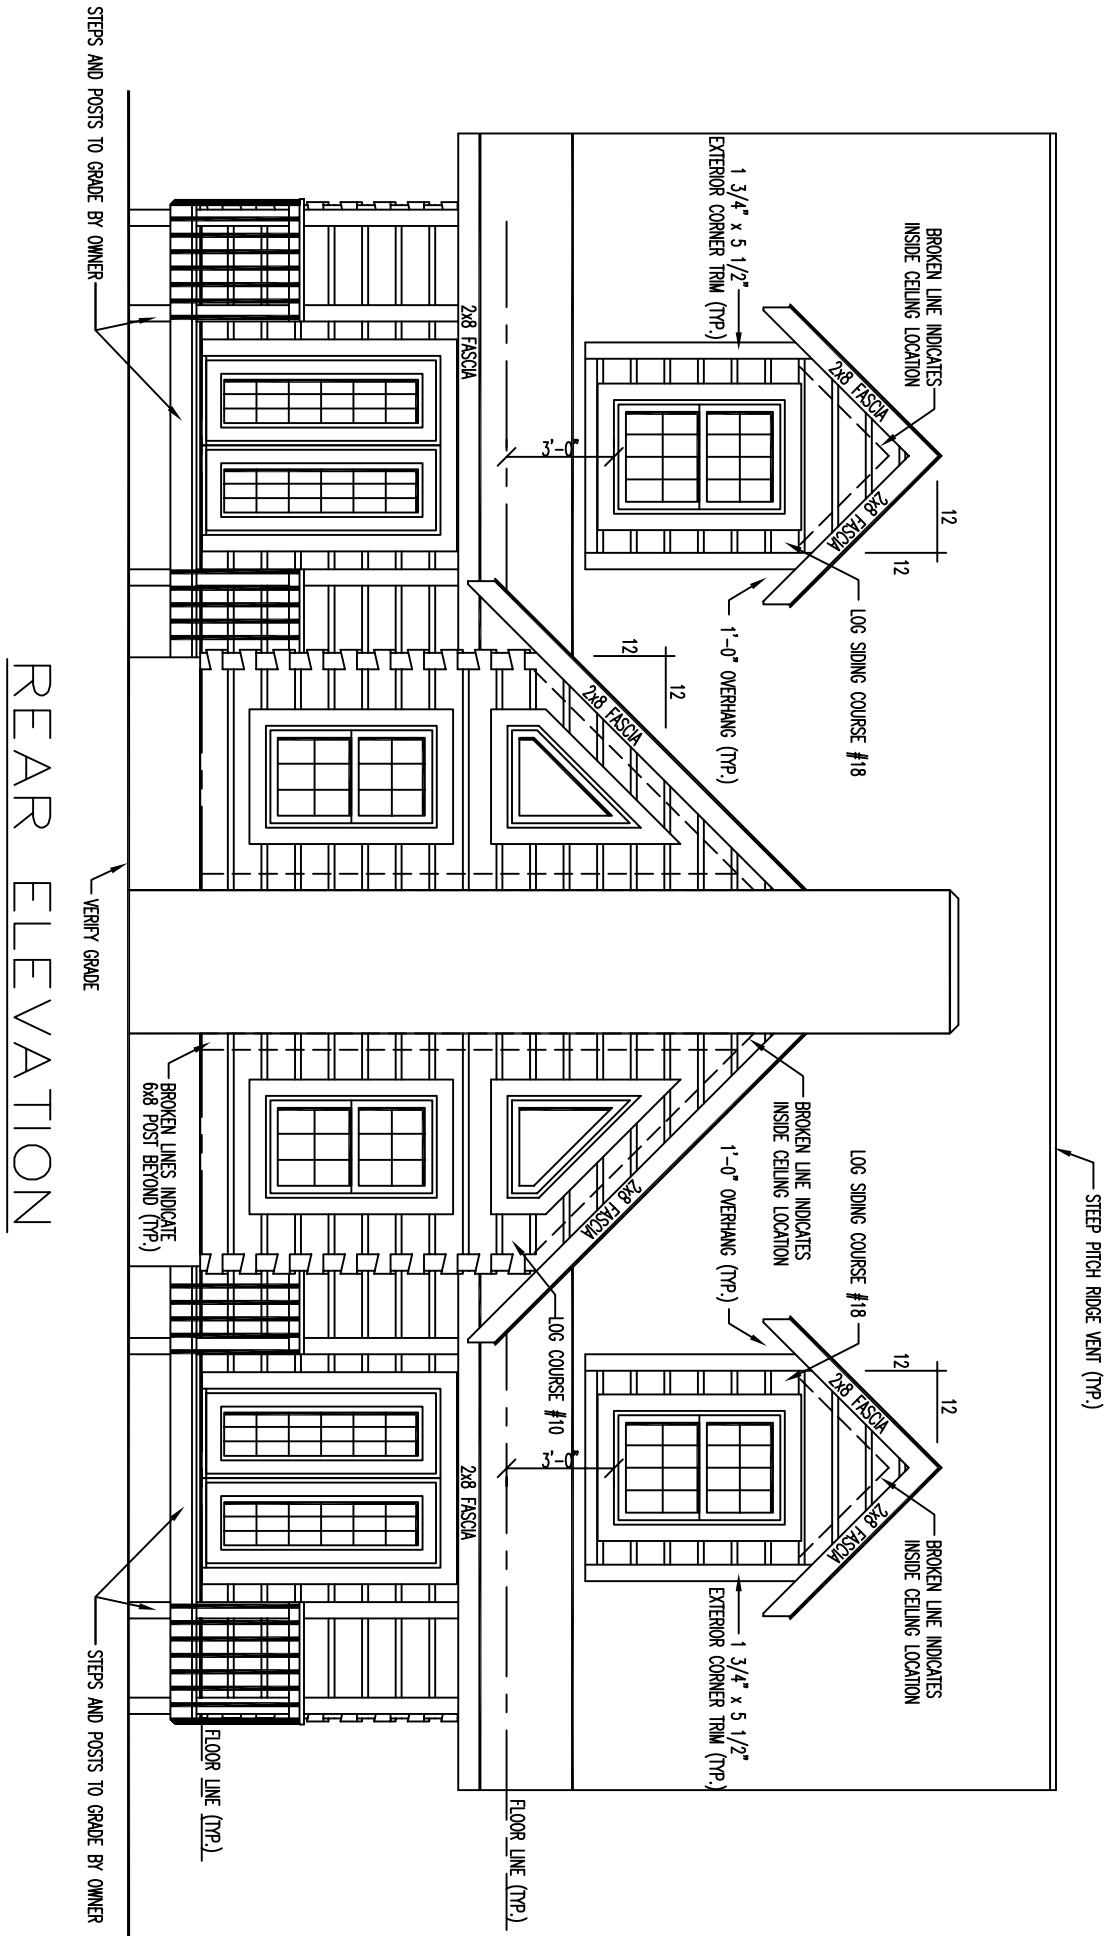 STEEP PITCH RIDGE VENT (TYP.)
BROKEN LINE INDICATES
INSIDE CEILING LOCATION
2x8 FASCIA
2x8 FASCIA
12
12
LOG SIDING COURSE #18
1'-0" OVERHANG (TYP.)
1 3/4" x 5 1/2"
EXTERIOR CORNER TRIM (TYP.)
3'-0"
12
12
2x8 FASCIA
BROKEN LINE INDICATES
INSIDE CEILING LOCATION
2x8 FASCIA
LOG SIDING COURSE #18
1'-0" OVERHANG (TYP.)
12
12
2x8 FASCIA
2x8 FASCIA
BROKEN LINE INDICATES
INSIDE CEILING LOCATION
1 3/4" x 5 1/2"
EXTERIOR CORNER TRIM (TYP.)
3'-0"
LOG COURSE #10
FLOOR LINE (TYP.)
2x8 FASCIA
2x8 FASCIA
FLOOR LINE (TYP.)
BROKEN LINES INDICATE
6x8 POST BEYOND (TYP.)
STEPS AND POSTS TO GRADE BY OWNER
VERIFY GRADE
STEPS AND POSTS TO GRADE BY OWNER
REAR ELEVATION